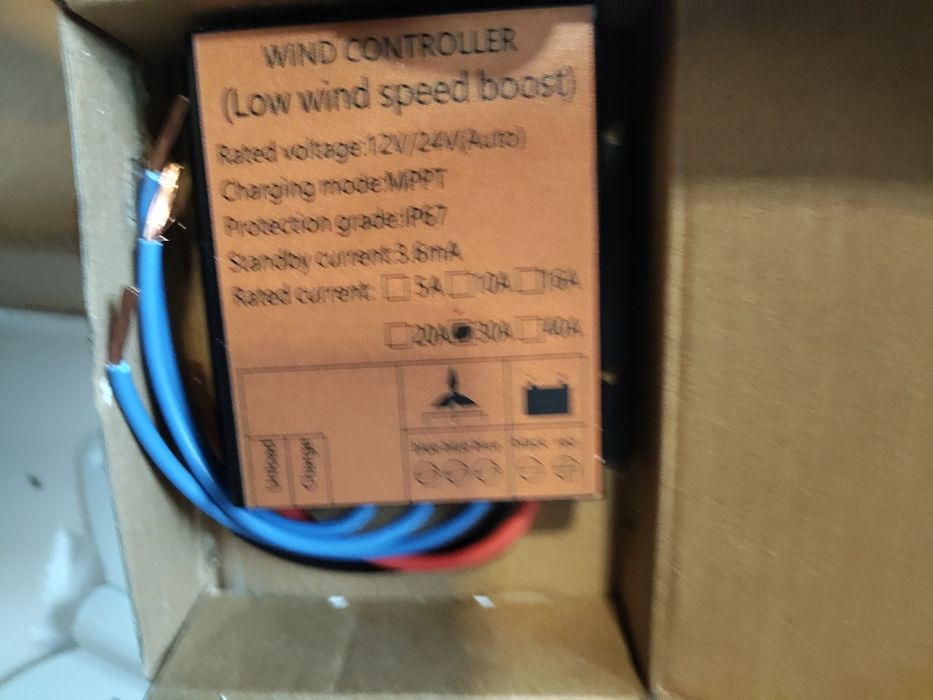 WIND CONTROLLER
(Low wind speed boost)
Rated voltage:12V/24V(Auto)
Charging mode:MPPT
Protection grade:IP67
Standby current:3.6mA
Rated current: 5A 10A 16A
20A 30A 40A
Unload Charge